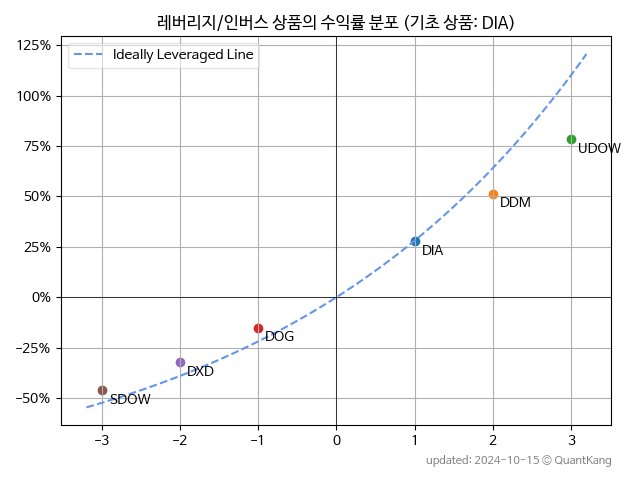 레버리지/인버스 상품의 수익률 분포 (기초 상품: DIA)
125%
Ideally Leveraged Line
100%
75%
UDOW
50%
DDM
25%
DIA
0%
DOG
−25%
DXD
−50%
SDOW
−3 −2 −1 0 1 2 3
updated: 2024-10-15 © QuantKang